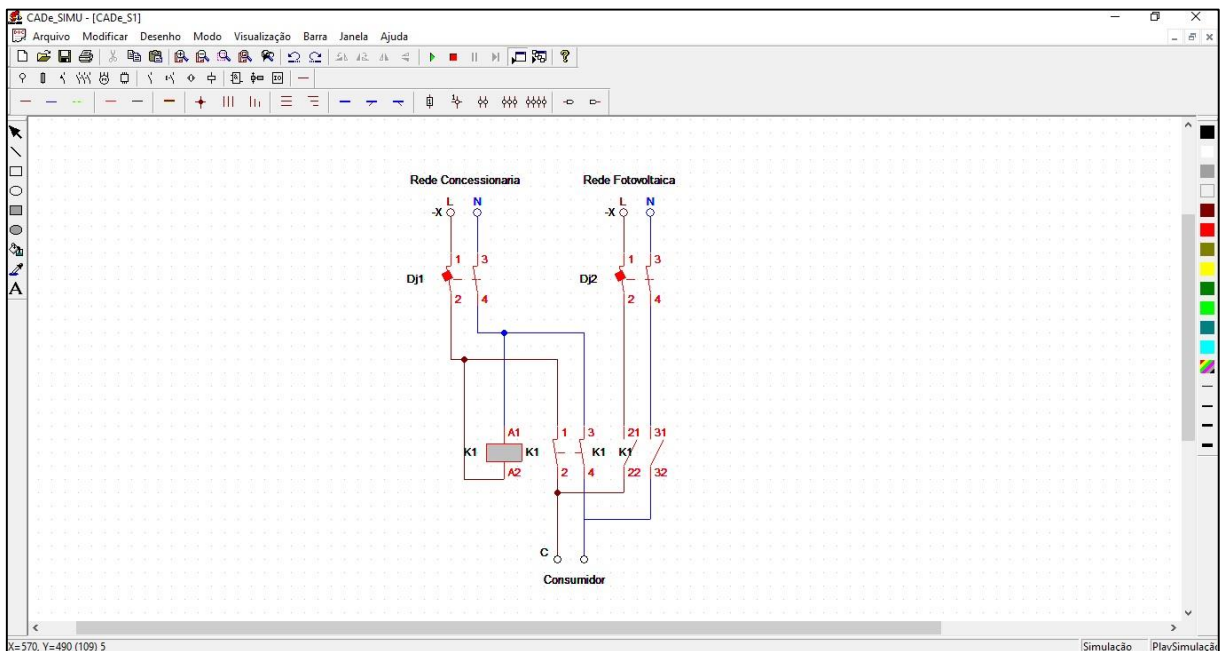 CADe_SIMU - [CADe_S1]
Arquivo Modificar Desenho Modo Visualização Barra Janela Ajuda
Rede Concessionaria Rede Fotovoltaica
L N L N
-X -X
1 3 1 3
Dj1 Dj2
2 4 2 4
A1 1 3 21 31
K1 K1 K1 K1
A2 2 4 22 32
C
Consumidor
A
X=570, Y=490 (109) 5 Simulação PlaySimulaçã